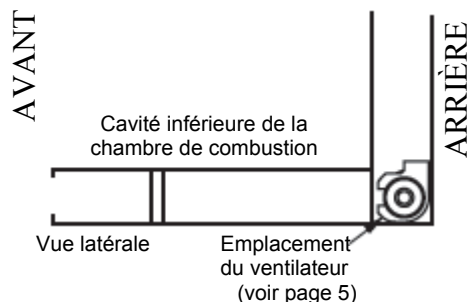 AVANT
ARRIÈRE
Cavité inférieure de la
chambre de combustion
Vue latérale
Emplacement
du ventilateur
(voir page 5)